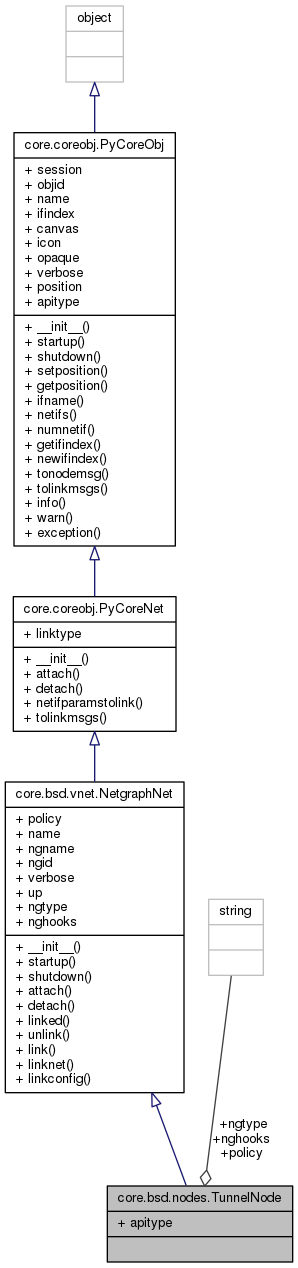 object
core.coreobj.PyCoreObj
+ session
+ objid
+ name
+ ifindex
+ canvas
+ icon
+ opaque
+ verbose
+ position
+ apitype
+ __init__()
+ startup()
+ shutdown()
+ setposition()
+ getposition()
+ ifname()
+ netifs()
+ numnetif()
+ getifindex()
+ newifindex()
+ tonodemsg()
+ tolinkmsgs()
+ info()
+ warn()
+ exception()
core.coreobj.PyCoreNet
+ linktype
+ __init__()
+ attach()
+ detach()
+ netifparamstolink()
+ tolinkmsgs()
core.bsd.vnet.NetgraphNet
+ policy
+ name
+ ngname
+ ngid
+ verbose
+ up
+ ngtype
+ nghooks
+ __init__()
+ startup()
+ shutdown()
+ attach()
+ detach()
+ linked()
+ unlink()
+ link()
+ linknet()
+ linkconfig()
string
+ngtype
+nghooks
+policy
core.bsd.nodes.TunnelNode
+ apitype